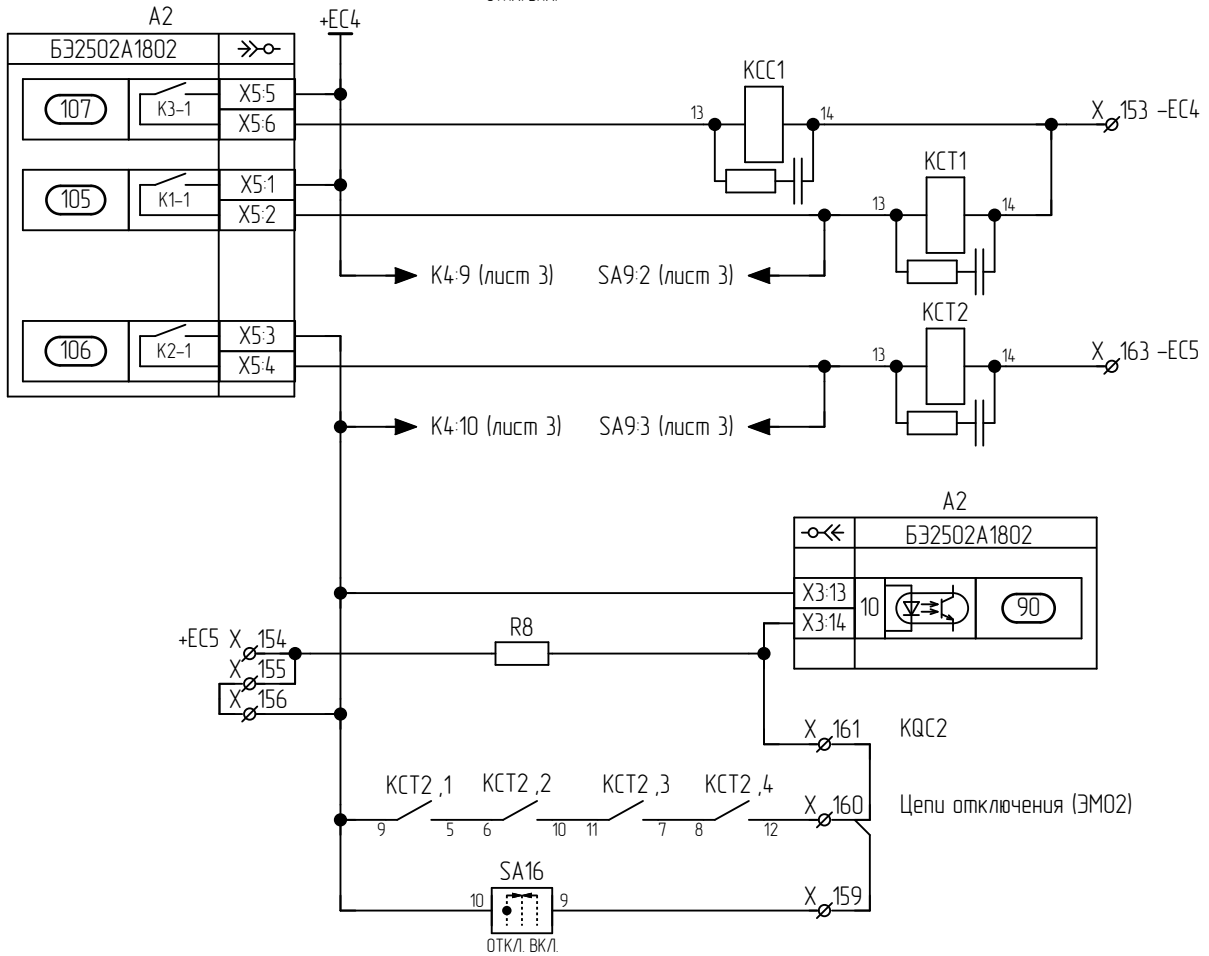 A2
+EC4
БЭ2502А1802
107
K3-1
X5:5
X5:6
KCC1
13
14
X 153 -EC4
105
K1-1
X5:1
X5:2
KCT1
13
14
K4:9 (лист 3)
SA9:2 (лист 3)
106
K2-1
X5:3
X5:4
KCT2
13
14
X 163 -EC5
K4:10 (лист 3)
SA9:3 (лист 3)
A2
БЭ2502А1802
X3:13
X3:14
10
90
+EC5 X 154
X 155
X 156
R8
X 161
KQC2
KCT2 ,1
KCT2 ,2
KCT2 ,3
KCT2 ,4
9
5
6
10
11
7
8
12
X 160
Цепи отключения (ЭМО2)
SA16
10
9
X 159
ОТКЛ. ВКЛ.